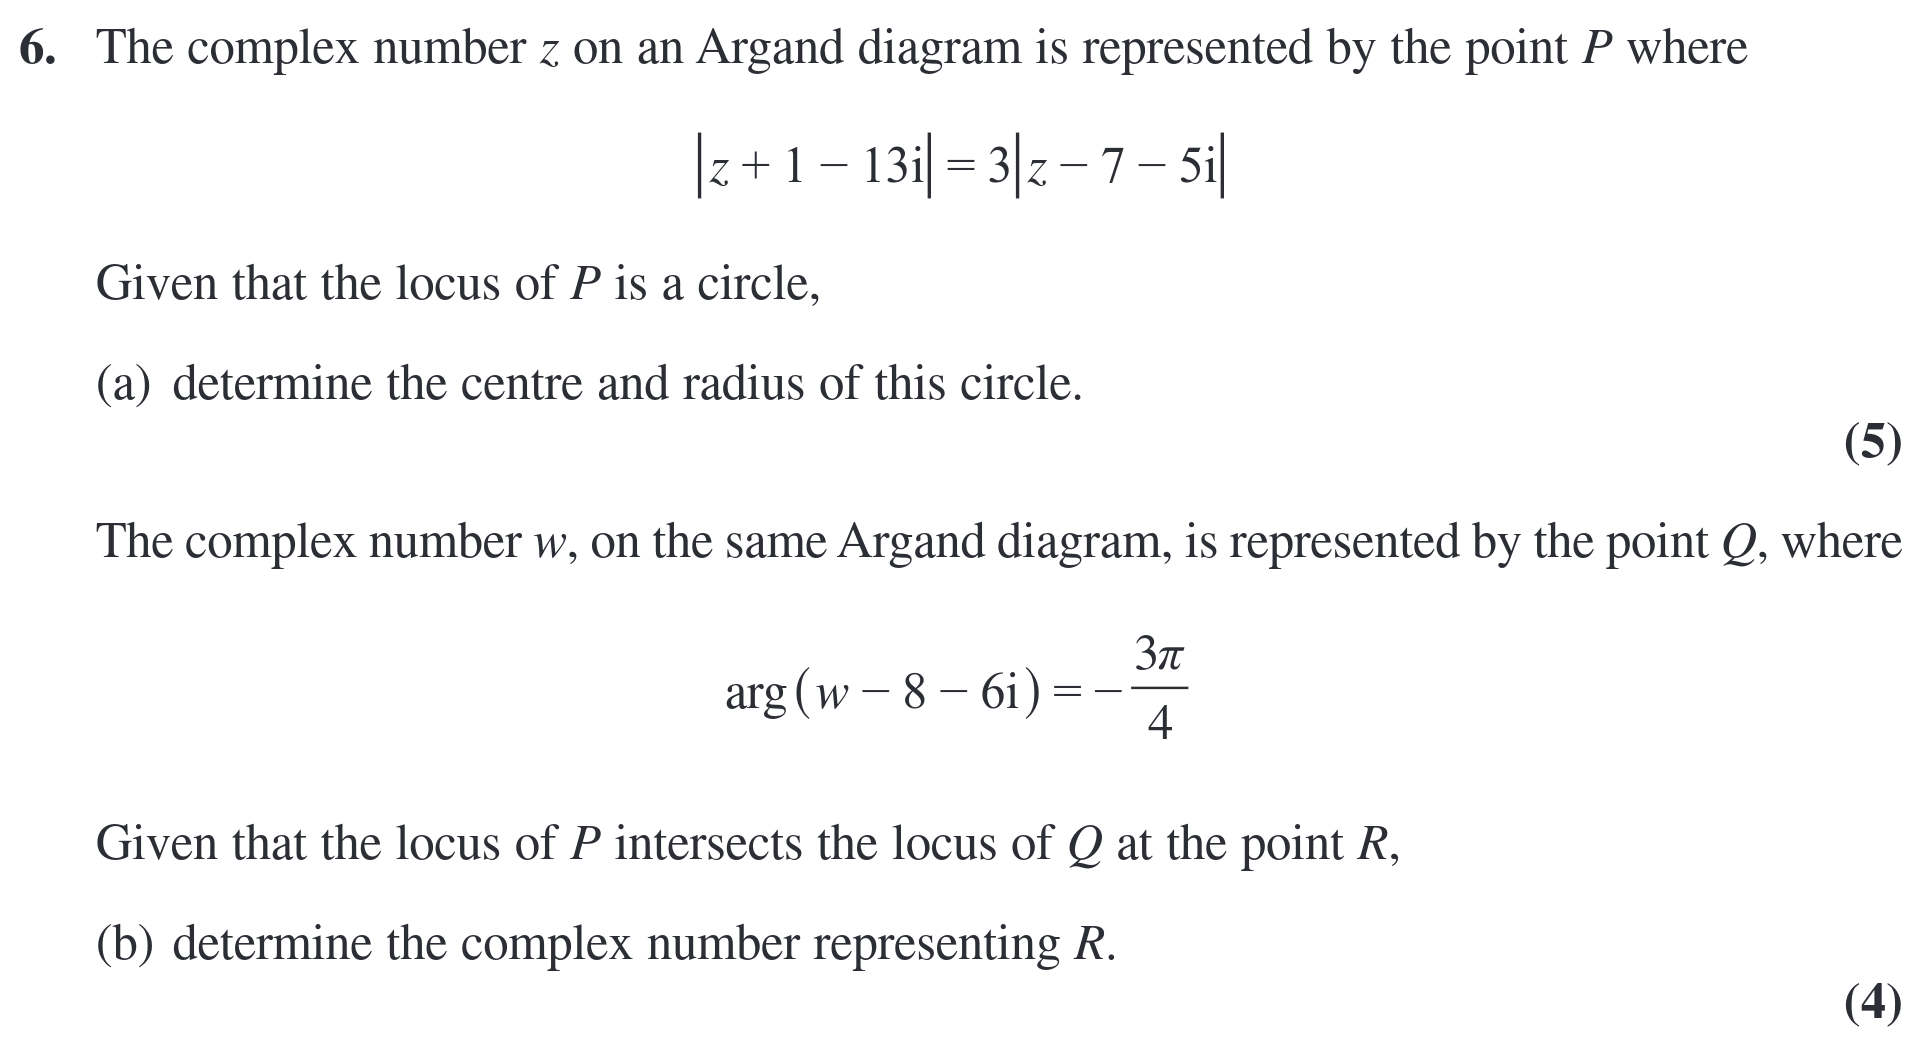 6. The complex number z on an Argand diagram is represented by the point P where
|z + 1 − 13i| = 3|z − 7 − 5i|
Given that the locus of P is a circle,
(a) determine the centre and radius of this circle.
(5)
The complex number w, on the same Argand diagram, is represented by the point Q, where
arg(w − 8 − 6i) = −3π/4
Given that the locus of P intersects the locus of Q at the point R,
(b) determine the complex number representing R.
(4)